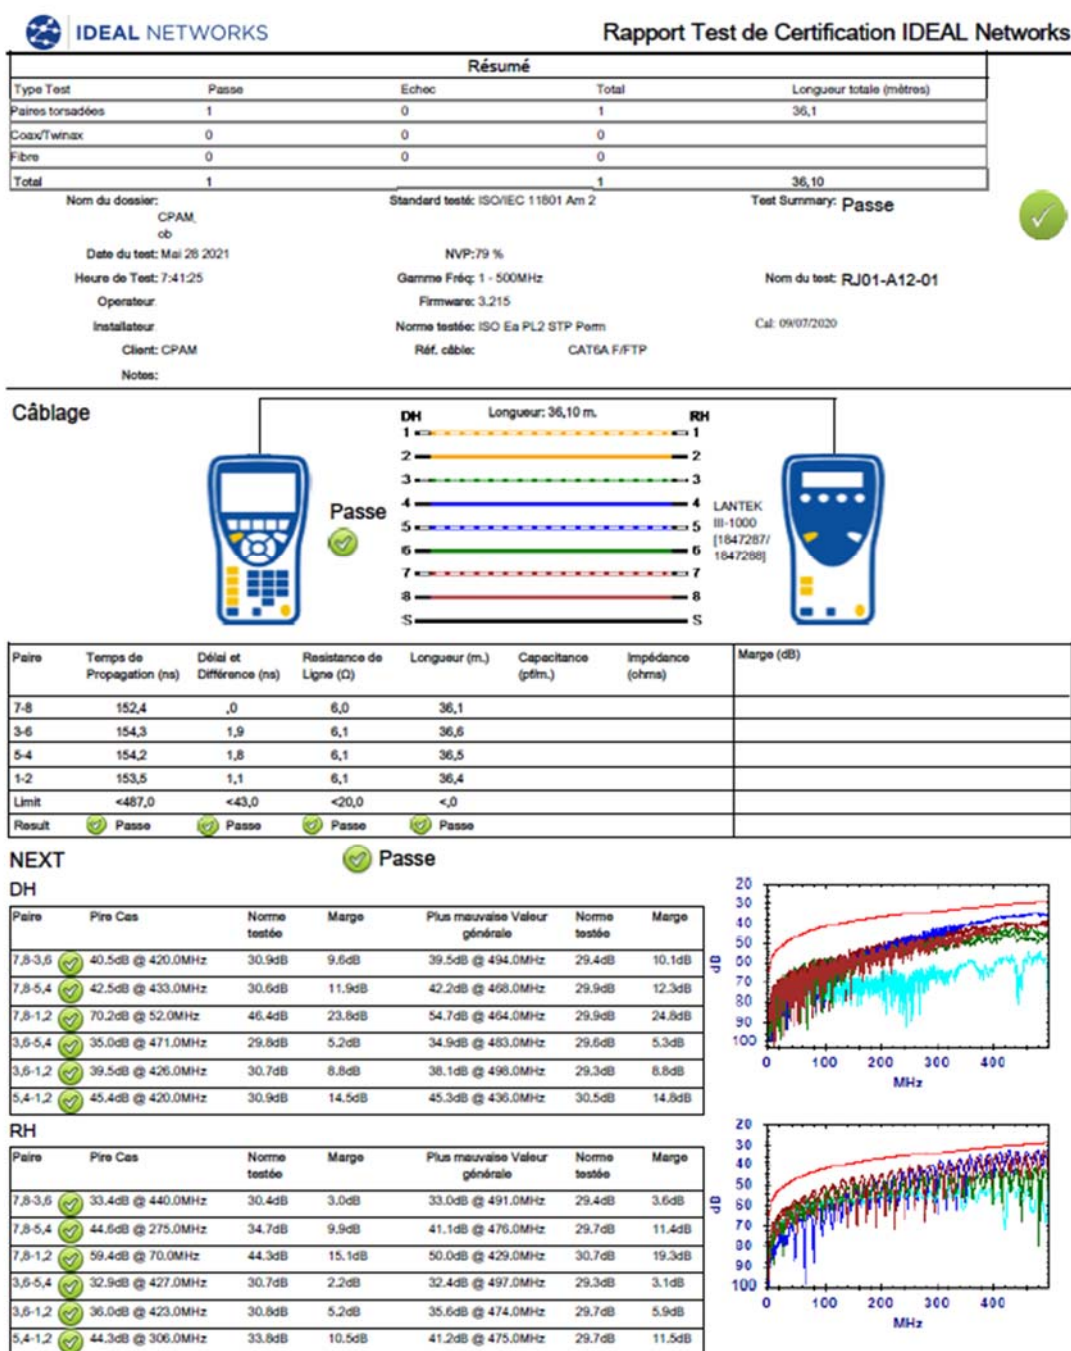 IDEAL NETWORKS
Rapport Test de Certification IDEAL Networks
Résumé
Type Test Passe Echec Total Longueur totale (mètres)
Paires torsadées 1 0 1 36,1
Coax/Twinax 0 0 0
Fibre 0 0 0
Total 1 1 36,10
Nom du dossier: Standard testé: ISO/IEC 11801 Am 2 Test Summary: Passe
CPAM,
ob
Date du test: Mai 28 2021 NVP:79 %
Heure de Test: 7:41:25 Gamme Fréq: 1 - 500MHz Nom du test: RJ01-A12-01
Operateur Firmware: 3.215
Installateur Norme testée: ISO Ea PL2 STP Perm Cal: 09/07/2020
Client: CPAM Réf. câble: CAT6A F/FTP
Notes:
Câblage
DH Longueur: 36,10 m. RH
1 1
2 2
3 3
4 4
5 5
6 6
7 7
8 8
S S
Passe
LANTEK
III-1000
[1847287/
1847288]
Paire Temps de Propagation (ns) Délai et Différence (ns) Resistance de Ligne (Ω) Longueur (m.) Capacitance (pf/m.) Impédance (ohms) Marge (dB)
7-8 152,4 ,0 6,0 36,1
3-6 154,3 1,9 6,1 36,6
5-4 154,2 1,8 6,1 36,5
1-2 153,5 1,1 6,1 36,4
Limit <487,0 <43,0 <20,0 <,0
Result Passe Passe Passe Passe
NEXT Passe
DH
Paire Pire Cas Norme testée Marge Plus mauvaise Valeur générale Norme testée Marge
7,8-3,6 40.5dB @ 420.0MHz 30.9dB 9.6dB 39.5dB @ 494.0MHz 29.4dB 10.1dB
7,8-5,4 42.5dB @ 433.0MHz 30.6dB 11.9dB 42.2dB @ 468.0MHz 29.9dB 12.3dB
7,8-1,2 70.2dB @ 52.0MHz 46.4dB 23.8dB 54.7dB @ 464.0MHz 29.9dB 24.8dB
3,6-5,4 35.0dB @ 471.0MHz 29.8dB 5.2dB 34.9dB @ 483.0MHz 29.6dB 5.3dB
3,6-1,2 39.5dB @ 426.0MHz 30.7dB 8.8dB 38.1dB @ 498.0MHz 29.3dB 8.8dB
5,4-1,2 45.4dB @ 420.0MHz 30.9dB 14.5dB 45.3dB @ 436.0MHz 30.5dB 14.8dB
20
30
40
50
60
70
80
90
100
dB
0 100 200 300 400
MHz
RH
Paire Pire Cas Norme testée Marge Plus mauvaise Valeur générale Norme testée Marge
7,8-3,6 33.4dB @ 440.0MHz 30.4dB 3.0dB 33.0dB @ 491.0MHz 29.4dB 3.6dB
7,8-5,4 44.6dB @ 275.0MHz 34.7dB 9.9dB 41.1dB @ 476.0MHz 29.7dB 11.4dB
7,8-1,2 59.4dB @ 70.0MHz 44.3dB 15.1dB 50.0dB @ 429.0MHz 30.7dB 19.3dB
3,6-5,4 32.9dB @ 427.0MHz 30.7dB 2.2dB 32.4dB @ 497.0MHz 29.3dB 3.1dB
3,6-1,2 36.0dB @ 423.0MHz 30.8dB 5.2dB 35.6dB @ 474.0MHz 29.7dB 5.9dB
5,4-1,2 44.3dB @ 306.0MHz 33.8dB 10.5dB 41.2dB @ 475.0MHz 29.7dB 11.5dB
20
30
40
50
60
70
80
90
100
dB
0 100 200 300 400
MHz